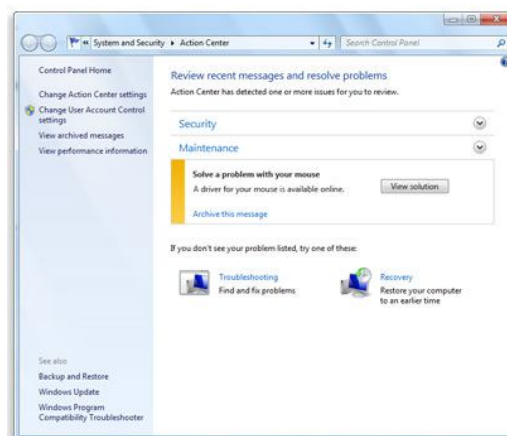 System and Security ▸ Action Center
Search Control Panel
Control Panel Home
Change Action Center settings
Change User Account Control
settings
View archived messages
View performance information
See also
Backup and Restore
Windows Update
Windows Program
Compatibility Troubleshooter
Review recent messages and resolve problems
Action Center has detected one or more issues for you to review.
Security
Maintenance
Solve a problem with your mouse
A driver for your mouse is available online.
View solution
Archive this message
If you don't see your problem listed, try one of these:
Troubleshooting
Find and fix problems
Recovery
Restore your computer
to an earlier time